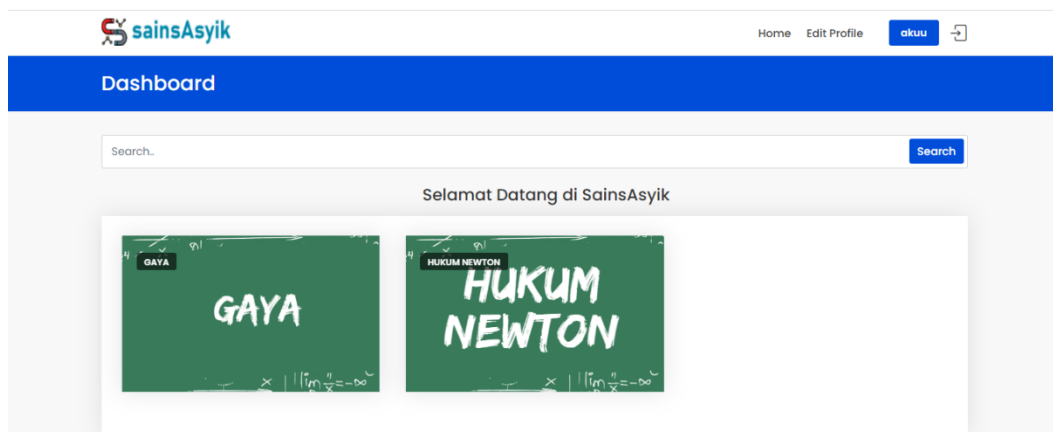 sainsAsyik
Home Edit Profile akuu
Dashboard
Search..
Search
Selamat Datang di SainsAsyik
GAYA
GAYA
HUKUM NEWTON
HUKUM
NEWTON